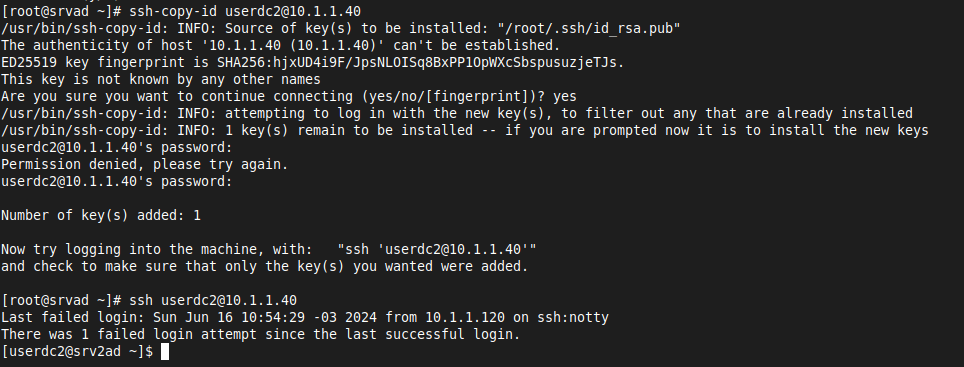 [root@srvad ~]# ssh-copy-id userdc2@10.1.1.40
/usr/bin/ssh-copy-id: INFO: Source of key(s) to be installed: "/root/.ssh/id_rsa.pub"
The authenticity of host '10.1.1.40 (10.1.1.40)' can't be established.
ED25519 key fingerprint is SHA256:hjxUD4i9F/JpsNLOISq8BxPP1OpWXcSbspusuzjeTJs.
This key is not known by any other names
Are you sure you want to continue connecting (yes/no/[fingerprint])? yes
/usr/bin/ssh-copy-id: INFO: attempting to log in with the new key(s), to filter out any that are already installed
/usr/bin/ssh-copy-id: INFO: 1 key(s) remain to be installed -- if you are prompted now it is to install the new keys
userdc2@10.1.1.40's password:
Permission denied, please try again.
userdc2@10.1.1.40's password:
Number of key(s) added: 1
Now try logging into the machine, with:   "ssh 'userdc2@10.1.1.40'"
and check to make sure that only the key(s) you wanted were added.
[root@srvad ~]# ssh userdc2@10.1.1.40
Last failed login: Sun Jun 16 10:54:29 -03 2024 from 10.1.1.120 on ssh:notty
There was 1 failed login attempt since the last successful login.
[userdc2@srv2ad ~]$